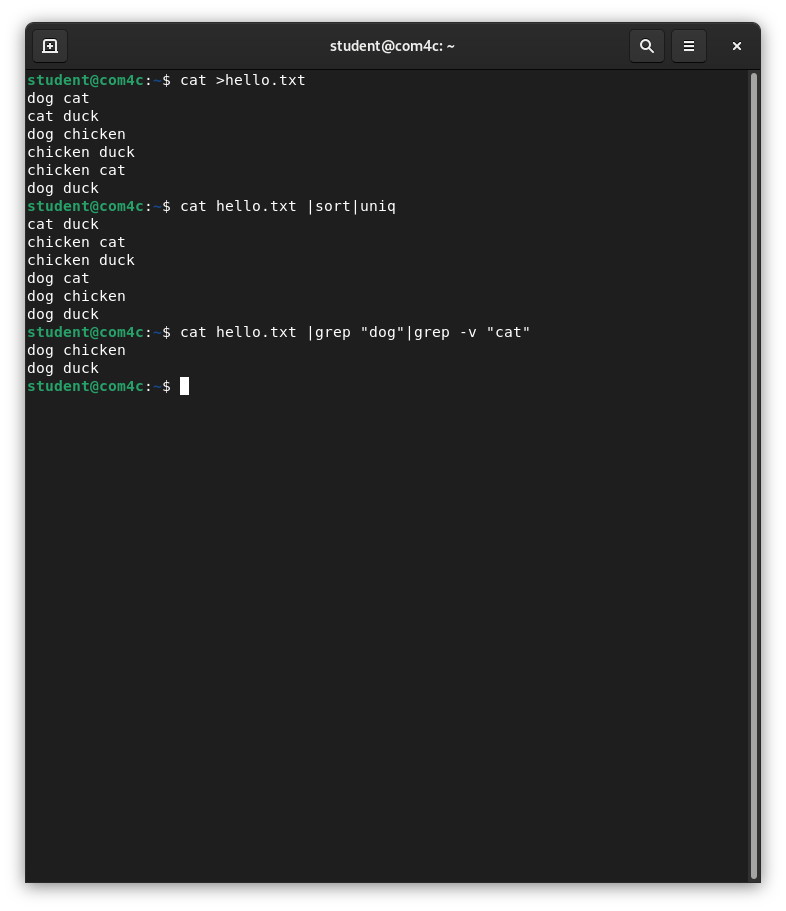 student@com4c: ~
student@com4c:~$ cat >hello.txt
dog cat
cat duck
dog chicken
chicken duck
chicken cat
dog duck
student@com4c:~$ cat hello.txt |sort|uniq
cat duck
chicken cat
chicken duck
dog cat
dog chicken
dog duck
student@com4c:~$ cat hello.txt |grep "dog"|grep -v "cat"
dog chicken
dog duck
student@com4c:~$